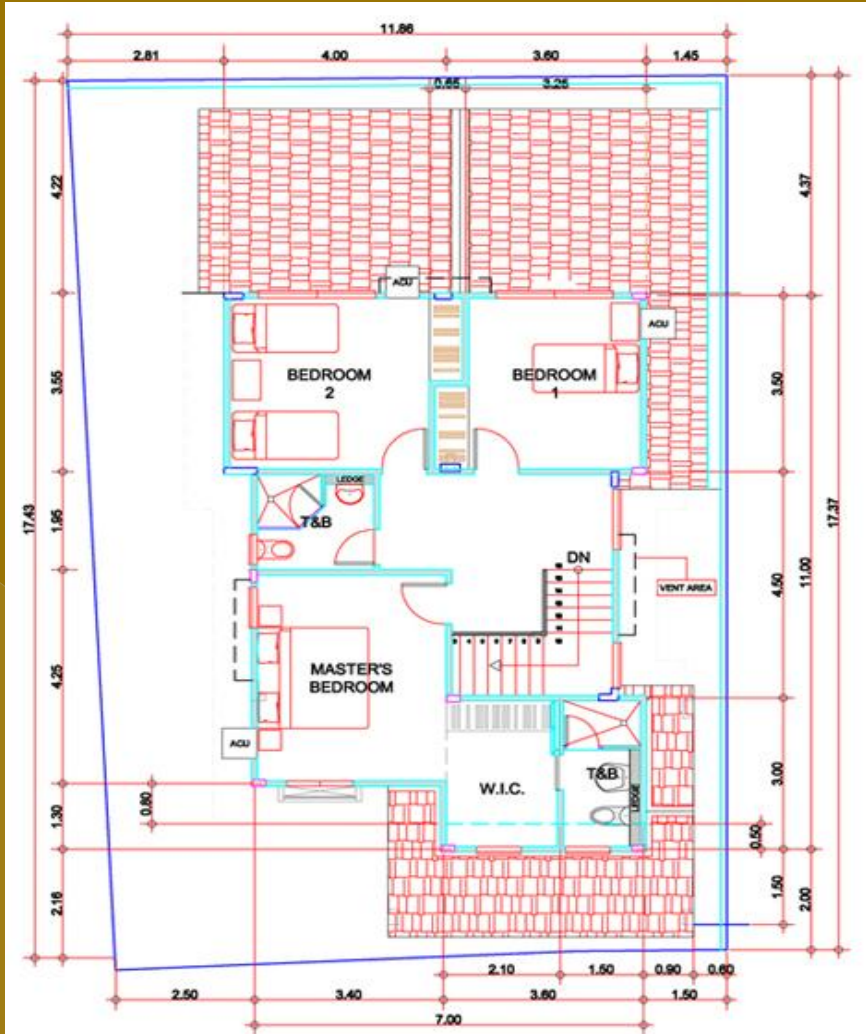 11.86
2.81
4.00
3.60
1.45
0.65
3.25
4.22
4.37
ACU
ACU
BEDROOM
2
BEDROOM
1
3.55
3.50
LEDGE
T&B
1.95
17.43
17.37
11.00
DN
4.50
VENT AREA
MASTER'S
BEDROOM
4.25
ACU
W.I.C.
T&B
LEDGE
3.00
0.80
1.30
0.50
1.50
2.00
2.16
2.10
1.50
0.90
0.60
2.50
3.40
3.60
1.50
7.00